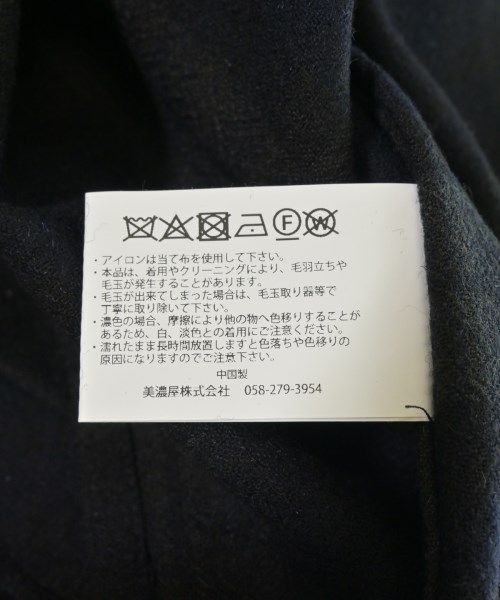 F W
・アイロンは当て布を使用して下さい。
・本品は、着用やクリーニングにより、毛羽立ちや
毛玉が発生することがあります。
・毛玉が出来てしまった場合は、毛玉取り器等で
丁寧に取り除いて下さい。
・濃色の場合、摩擦により他の物へ色移りすることが
あるため、白、淡色との着用にご注意ください。
・濡れたまま長時間放置しますと色落ちや色移りの
原因になりますのでご注意下さい。
中国製
美濃屋株式会社 058-279-3954